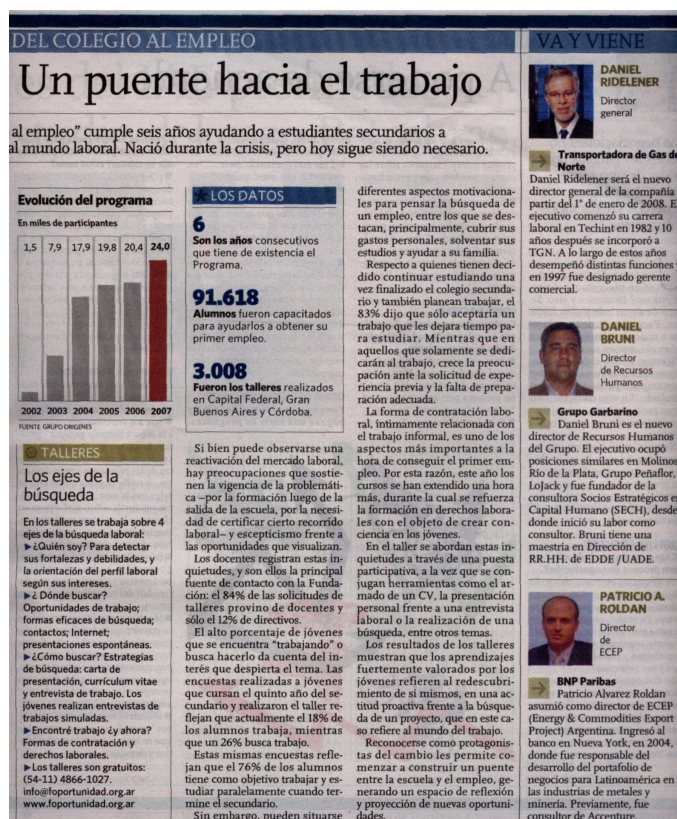 DEL COLEGIO AL EMPLEO
Un puente hacia el trabajo
al empleo” cumple seis años ayudando a estudiantes secundarios a
al mundo laboral. Nació durante la crisis, pero hoy sigue siendo necesario.
Evolución del programa
En miles de participantes
1,5 7,9 17,9 19,8 20,4 24,0
2002 2003 2004 2005 2006 2007
FUENTE GRUPO ORIGENES
LOS DATOS
6
Son los años consecutivos
que tiene de existencia el
Programa.
91.618
Alumnos fueron capacitados
para ayudarlos a obtener su
primer empleo.
3.008
Fueron los talleres realizados
en Capital Federal, Gran
Buenos Aires y Córdoba.
TALLERES
Los ejes de la
búsqueda
En los talleres se trabaja sobre 4
ejes de la búsqueda laboral:
▶¿Quién soy? Para detectar
sus fortalezas y debilidades, y
la orientación del perfil laboral
según sus intereses.
▶¿ Dónde buscar?
Oportunidades de trabajo;
formas eficaces de búsqueda;
contactos; Internet;
presentaciones espontáneas.
▶¿Cómo buscar? Estrategias
de búsqueda: carta de
presentación, currículum vitae
y entrevista de trabajo. Los
jóvenes realizan entrevistas de
trabajos simuladas.
▶Encontré trabajo ¿y ahora?
Formas de contratación y
derechos laborales.
▶Los talleres son gratuitos:
(54-11) 4866-1027.
info@foportunidad.org.ar
www.foportunidad.org.ar
Si bien puede observarse una
reactivación del mercado laboral,
hay preocupaciones que sostie-
nen la vigencia de la problemáti-
ca –por la formación luego de la
salida de la escuela, por la necesi-
dad de certificar cierto recorrido
laboral– y escepticismo frente a
las oportunidades que visualizan.
Los docentes registran estas in-
quietudes, y son ellos la principal
fuente de contacto con la Funda-
ción: el 84% de las solicitudes de
talleres provino de docentes y
sólo el 12% de directivos.
El alto porcentaje de jóvenes
que se encuentra “trabajando” o
busca hacerlo da cuenta del in-
terés que despierta el tema. Las
encuestas realizadas a jóvenes
que cursan el quinto año del se-
cundario y realizaron el taller re-
flejan que actualmente el 18% de
los alumnos trabaja, mientras
que un 26% busca trabajo.
Estas mismas encuestas refle-
jan que el 76% de los alumnos
tiene como objetivo trabajar y es-
tudiar paralelamente cuando ter-
mine el secundario.
Sin embargo, pueden situarse
diferentes aspectos motivaciona-
les para pensar la búsqueda de
un empleo, entre los que se des-
tacan, principalmente, cubrir sus
gastos personales, solventar sus
estudios y ayudar a su familia.
Respecto a quienes tienen deci-
dido continuar estudiando una
vez finalizado el colegio secunda-
rio y también planean trabajar, el
83% dijo que sólo aceptaría un
trabajo que les dejara tiempo pa-
ra estudiar. Mientras que en
aquellos que solamente se dedi-
carán al trabajo, crece la preocu-
pación ante la solicitud de expe-
riencia previa y la falta de prepa-
ración adecuada.
La forma de contratación labo-
ral, íntimamente relacionada con
el trabajo informal, es uno de los
aspectos más importantes a la
hora de conseguir el primer em-
pleo. Por esta razón, este año los
cursos se han extendido una hora
más, durante la cual se refuerza
la formación en derechos labora-
les con el objeto de crear con-
ciencia en los jóvenes.
En el taller se abordan estas in-
quietudes a través de una puesta
participativa, a la vez que se con-
jugan herramientas como el ar-
mado de un CV, la presentación
personal frente a una entrevista
laboral o la realización de una
búsqueda, entre otros temas.
Los resultados de los talleres
muestran que los aprendizajes
fuertemente valorados por los
jóvenes refieren al redescubri-
miento de sí mismos, en una ac-
titud proactiva frente a la búsque-
da de un proyecto, que en este ca-
so refiere al mundo del trabajo.
Reconocerse como protagonis-
tas del cambio les permite co-
menzar a construir un puente
entre la escuela y el empleo, ge-
nerando un espacio de reflexión
y proyección de nuevas oportuni-
dades.
VA Y VIENE
DANIEL
RIDELENER
Director
general
Transportadora de Gas de
Norte
Daniel Ridelener será el nuevo
director general de la compañía
partir del 1° de enero de 2008. E
ejecutivo comenzó su carrera
laboral en Techint en 1982 y 10
años después se incorporó a
TGN. A lo largo de estos años
desempeñó distintas funciones
en 1997 fue designado gerente
comercial.
DANIEL
BRUNI
Director
de Recursos
Humanos
Grupo Garbarino
Daniel Bruni es el nuevo
director de Recursos Humanos
del Grupo. El ejecutivo ocupó
posiciones similares en Molinos
Río de la Plata, Grupo Peñaflor,
LoJack y fue fundador de la
consultora Socios Estratégicos e
Capital Humano (SECH), desde
donde inició su labor como
consultor. Bruni tiene una
maestría en Dirección de
RR.HH. de EDDE /UADE.
PATRICIO A.
ROLDAN
Director
de
ECEP
BNP Paribas
Patricio Alvarez Roldan
asumió como director de ECEP
(Energy & Commodities Export
Project) Argentina. Ingresó al
banco en Nueva York, en 2004,
donde fue responsable del
desarrollo del portafolio de
negocios para Latinoamérica en
las industrias de metales y
minería. Previamente, fue
consultor de Accenture.